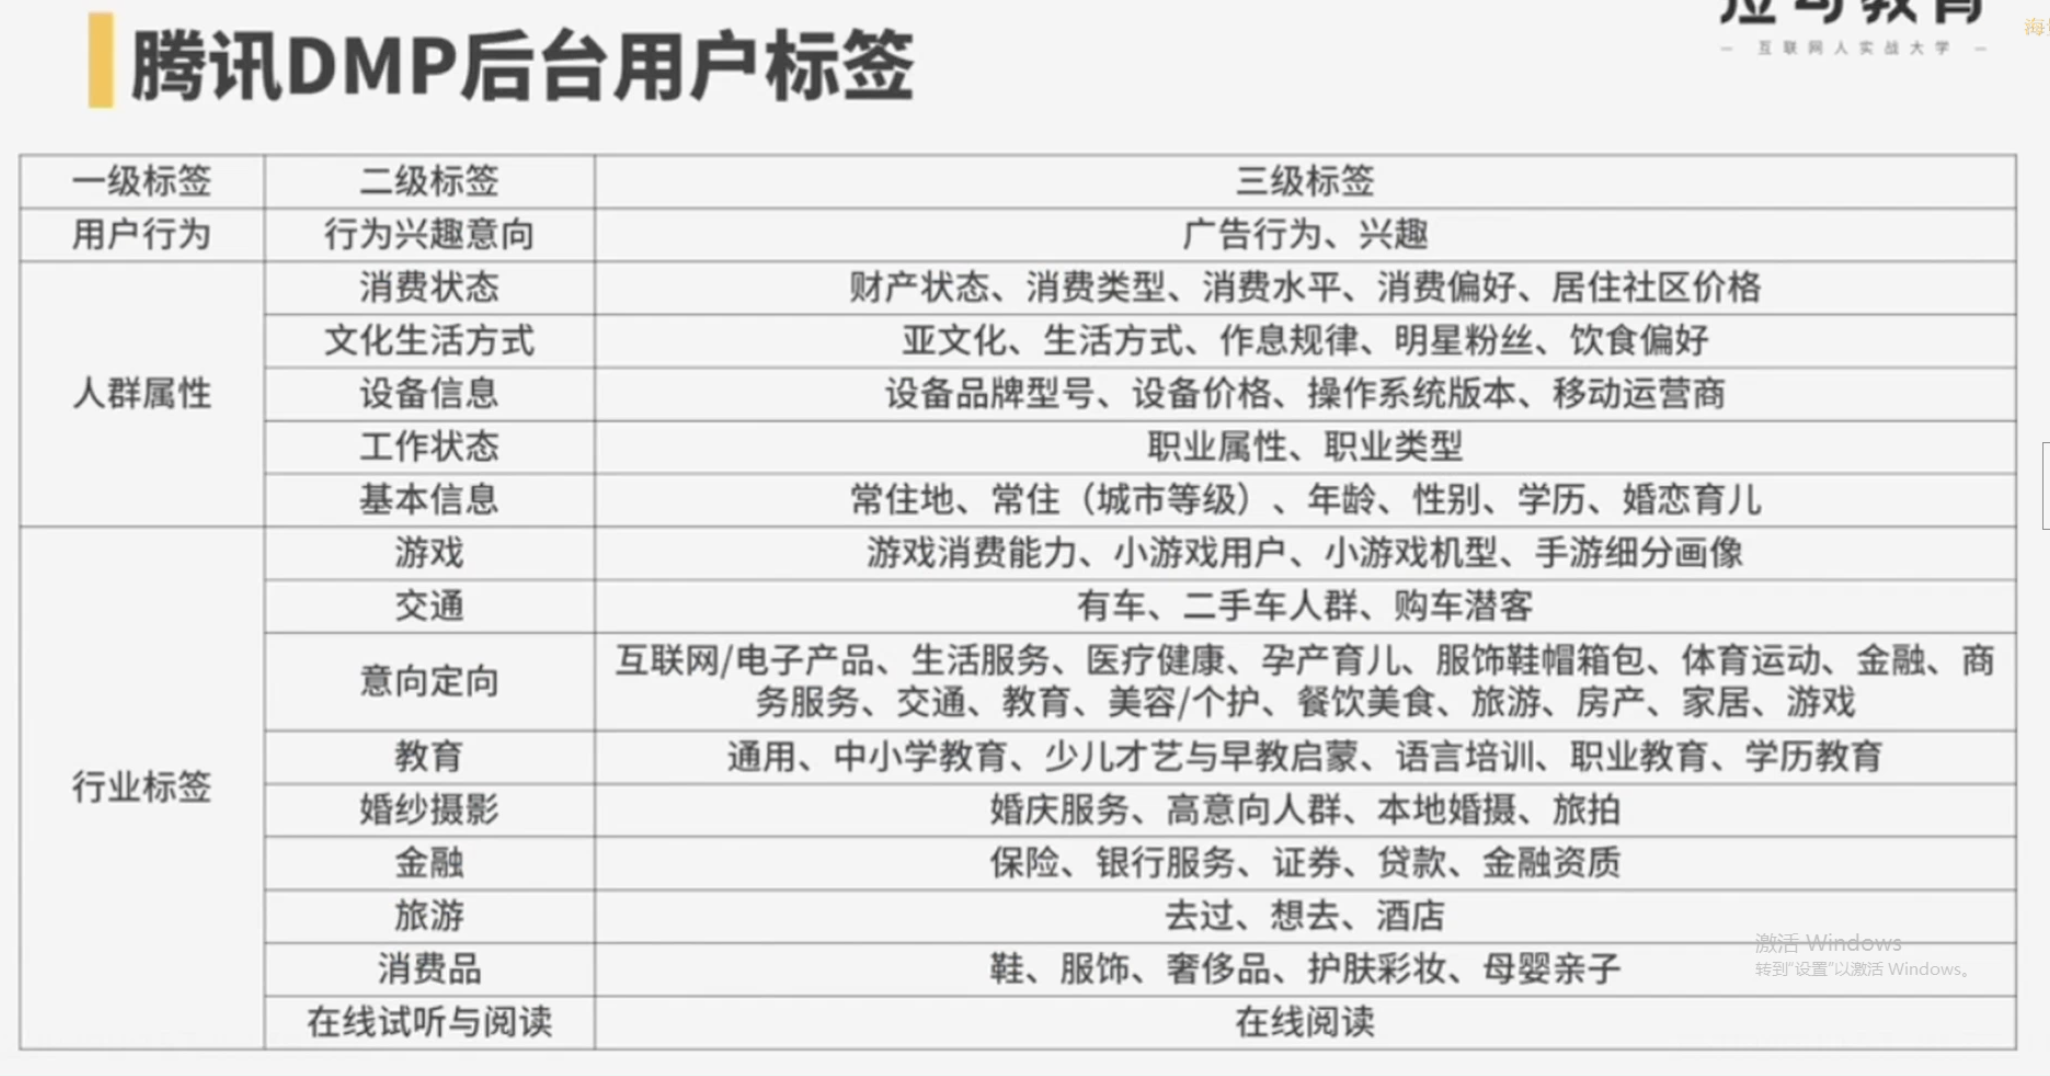 海
— 互联网人实战大学 —
腾讯DMP后台用户标签
一级标签 二级标签 三级标签
用户行为 行为兴趣意向 广告行为、兴趣
人群属性
消费状态 财产状态、消费类型、消费水平、消费偏好、居住社区价格
文化生活方式 亚文化、生活方式、作息规律、明星粉丝、饮食偏好
设备信息 设备品牌型号、设备价格、操作系统版本、移动运营商
工作状态 职业属性、职业类型
基本信息 常住地、常住（城市等级）、年龄、性别、学历、婚恋育儿
行业标签
游戏 游戏消费能力、小游戏用户、小游戏机型、手游细分画像
交通 有车、二手车人群、购车潜客
意向定向 互联网/电子产品、生活服务、医疗健康、孕产育儿、服饰鞋帽箱包、体育运动、金融、商
务服务、交通、教育、美容/个护、餐饮美食、旅游、房产、家居、游戏
教育 通用、中小学教育、少儿才艺与早教启蒙、语言培训、职业教育、学历教育
婚纱摄影 婚庆服务、高意向人群、本地婚摄、旅拍
金融 保险、银行服务、证券、贷款、金融资质
旅游 去过、想去、酒店
消费品 鞋、服饰、奢侈品、护肤彩妆、母婴亲子
在线试听与阅读 在线阅读
激活 Windows
转到"设置"以激活 Windows。